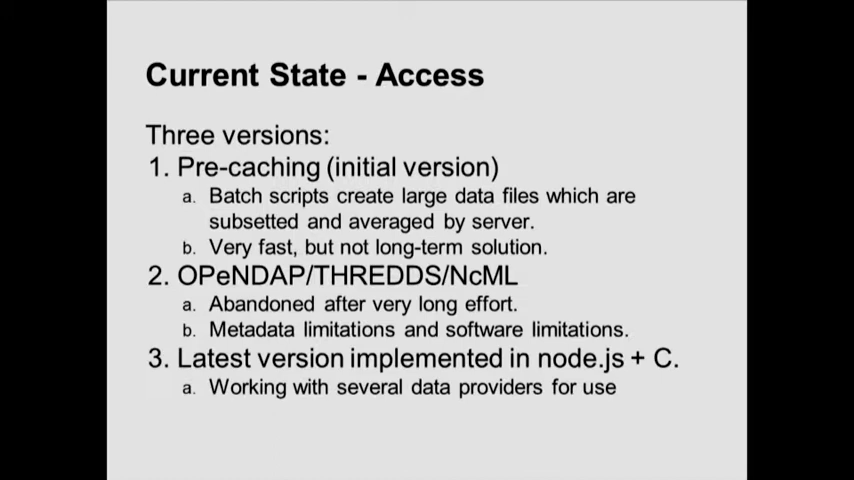 Current State - Access
Three versions:
1. Pre-caching (initial version)
a. Batch scripts create large data files which are
subsetted and averaged by server.
b. Very fast, but not long-term solution.
2. OPeNDAP/THREDDS/NcML
a. Abandoned after very long effort.
b. Metadata limitations and software limitations.
3. Latest version implemented in node.js + C.
a. Working with several data providers for use